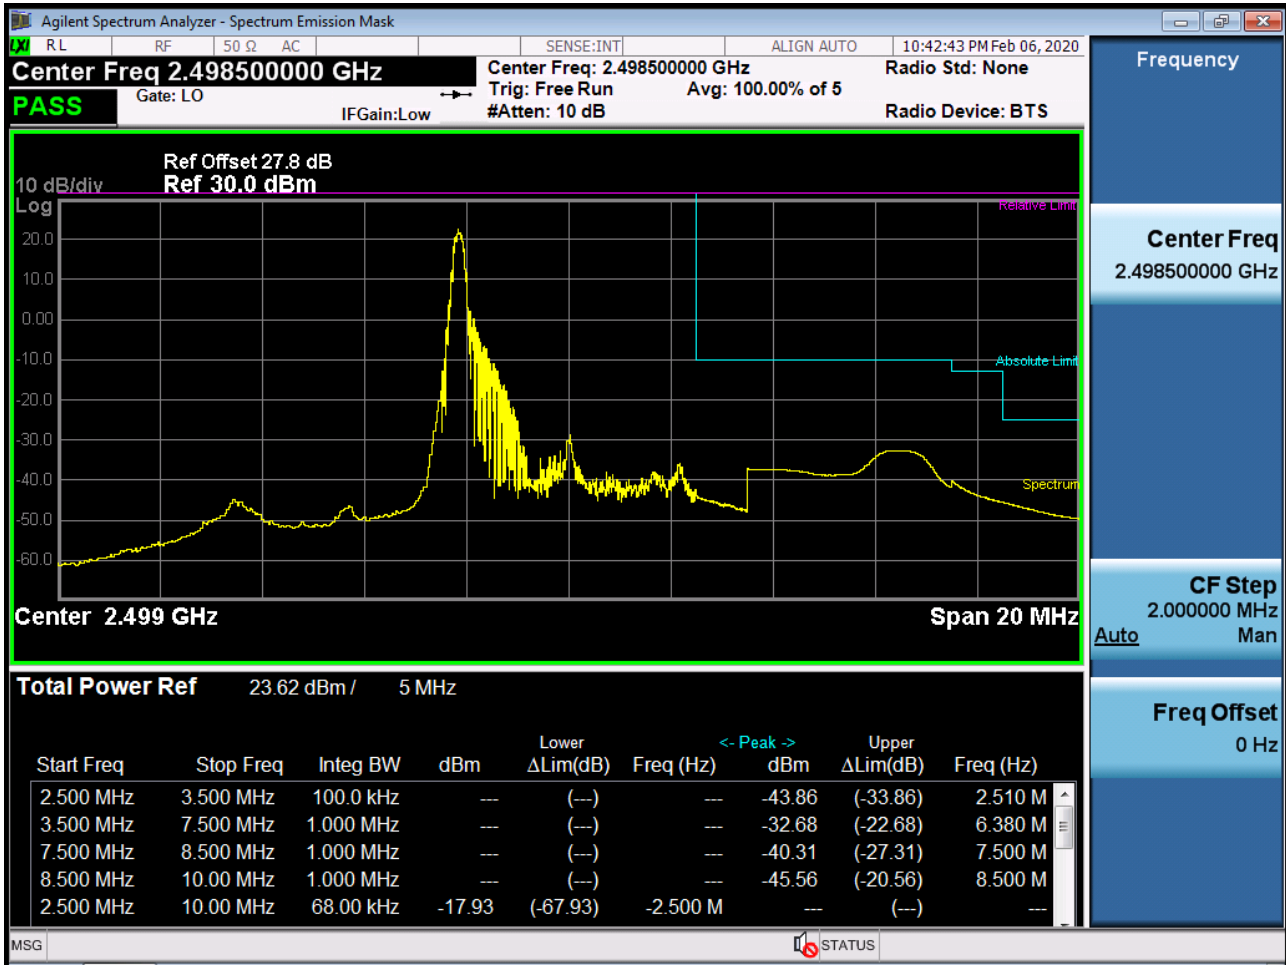 Agilent Spectrum Analyzer - Spectrum Emission Mask
LXI RL RF 50 Ω AC SENSE:INT ALIGN AUTO 10:42:43 PM Feb 06, 2020
Center Freq 2.498500000 GHz
Center Freq: 2.498500000 GHz
Radio Std: None
PASS
Gate: LO
IFGain:Low
Trig: Free Run
Avg: 100.00% of 5
#Atten: 10 dB
Radio Device: BTS
Ref Offset 27.8 dB
10 dB/div Ref 30.0 dBm
Log
Relative Limit
20.0
10.0
0.00
-10.0
Absolute Limit
-20.0
-30.0
-40.0
Spectrum
-50.0
-60.0
Center 2.499 GHz Span 20 MHz
Total Power Ref 23.62 dBm / 5 MHz
Lower <- Peak -> Upper
Start Freq Stop Freq Integ BW dBm ΔLim(dB) Freq (Hz) dBm ΔLim(dB) Freq (Hz)
2.500 MHz 3.500 MHz 100.0 kHz --- (---) --- -43.86 (-33.86) 2.510 M
3.500 MHz 7.500 MHz 1.000 MHz --- (---) --- -32.68 (-22.68) 6.380 M
7.500 MHz 8.500 MHz 1.000 MHz --- (---) --- -40.31 (-27.31) 7.500 M
8.500 MHz 10.00 MHz 1.000 MHz --- (---) --- -45.56 (-20.56) 8.500 M
2.500 MHz 10.00 MHz 68.00 kHz -17.93 (-67.93) -2.500 M --- (---) ---
MSG STATUS
Frequency
Center Freq
2.498500000 GHz
CF Step
2.000000 MHz
Auto Man
Freq Offset
0 Hz